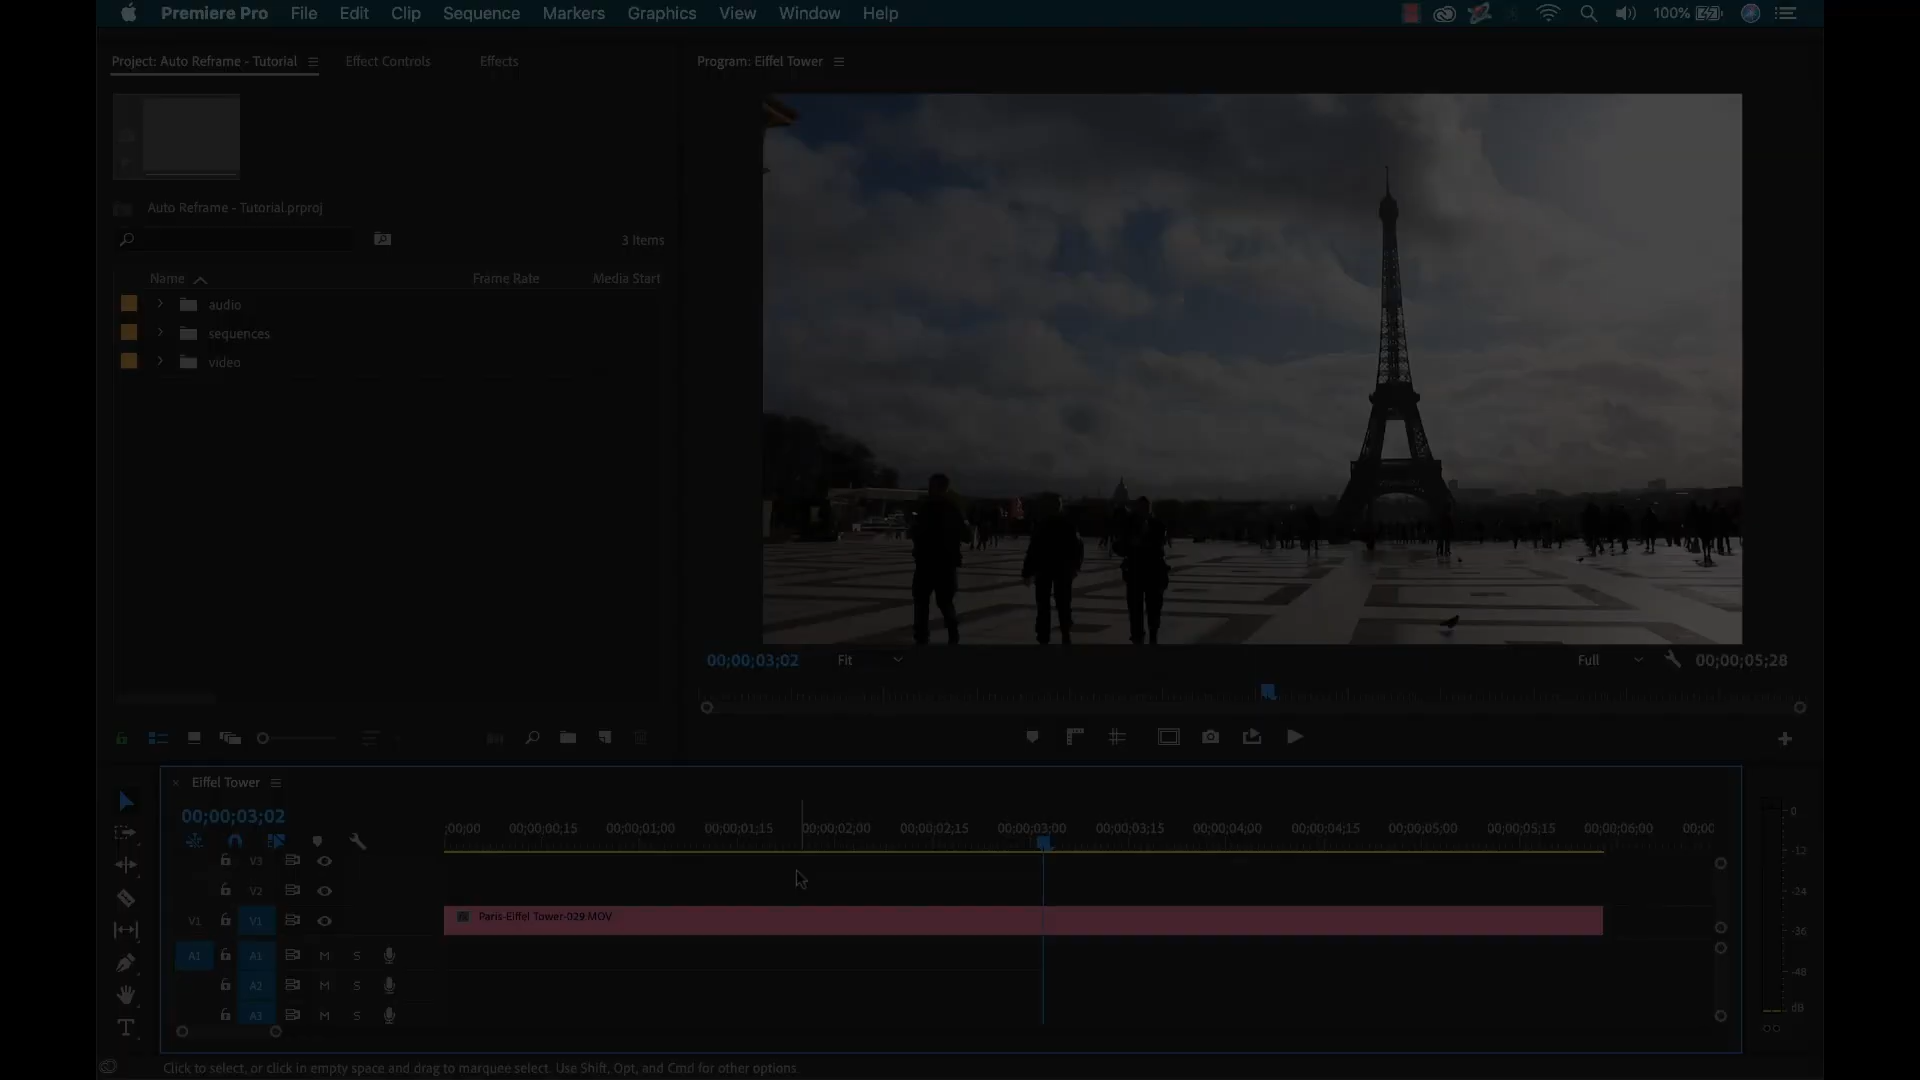 Premiere Pro File Edit Clip Sequence Markers Graphics View Window Help 100%
Project: Auto Reframe - Tutorial Effect Controls Effects
Program: Eiffel Tower
Auto Reframe - Tutorial.prproj
3 Items
Name Frame Rate Media Start
audio
sequences
video
00;00;03;02 Fit Full 00;00;05;28
Eiffel Tower
00;00;03;02
;00;00 00;00;00;15 00;00;01;00 00;00;01;15 00;00;02;00 00;00;02;15 00;00;03;00 00;00;03;15 00;00;04;00 00;00;04;15 00;00;05;00 00;00;05;15 00;00;06;00 00;00
V3
V2
V1 V1 Paris-Eiffel Tower-029.MOV
A1 A1 M S
A2 M S
A3 M S
0
-12
-24
-36
-48
dB
Click to select, or click in empty space and drag to marquee select. Use Shift, Opt, and Cmd for other options.